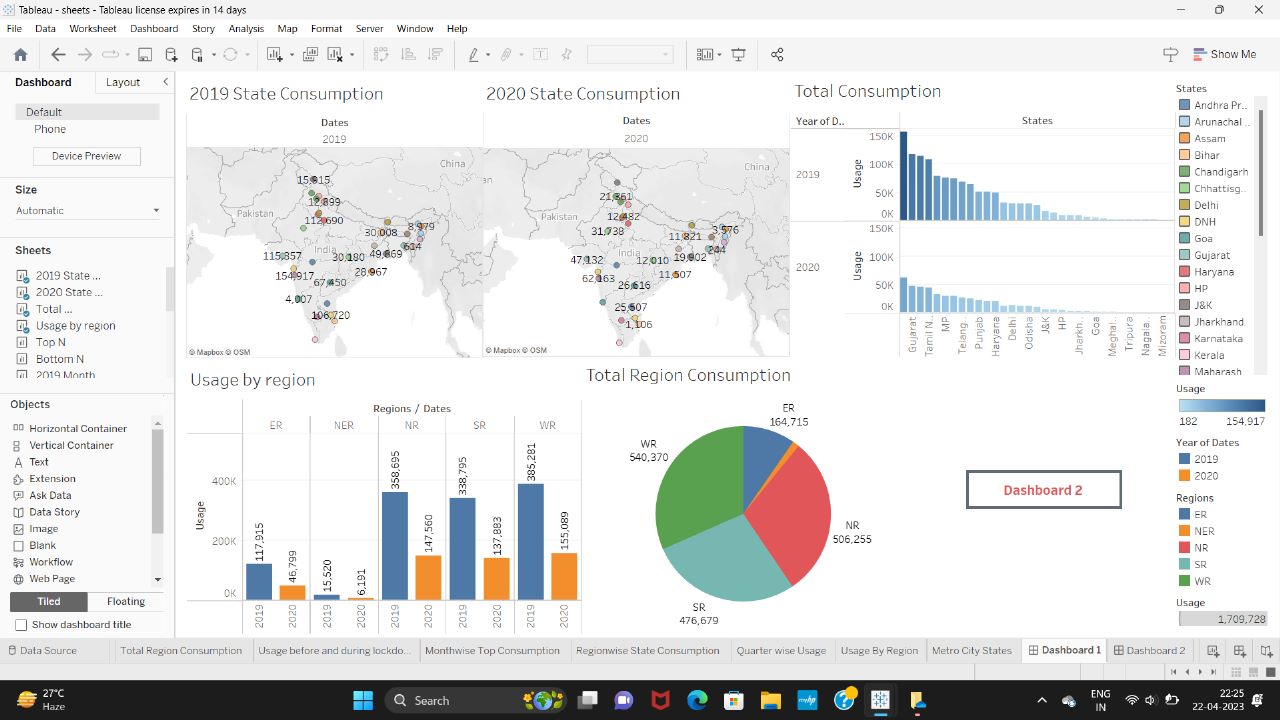 Tableau - sheets - Tableau license expires in 14 days
File Data Worksheet Dashboard Story Analysis Map Format Server Window Help
Show Me
Dashboard Layout
Default
Phone
Device Preview
Size
Automatic
Sheets
2019 State ...
2020 State ...
Total ...
Usage by region
Top N
Bottom N
2019 Month
Objects
Horizontal Container
Vertical Container
Text
Extension
Ask Data
Data Story
Image
Blank
Workflow
Web Page
Tiled Floating
Show dashboard title
2019 State Consumption
Dates
2019
China
Pakistan
India
15,915
12,899
112,690
30,008
8,379
614
115,357
30,180
49,669
154,917
28,967
67,450
4,007
106,720
© Mapbox © OSM
2020 State Consumption
Dates
2020
China
Pakistan
India
21,361
12,432
31,738
11,821
3,576
244
47,132
12,010
19,902
62,163
11,507
26,616
25,507
1,106
© Mapbox © OSM
Total Consumption
Year of D.. States
2019
Usage
150K
100K
50K
0K
2020
Usage
150K
100K
50K
0K
Gujarat
Tamil N..
MP
Telang..
Punjab
Haryana
Delhi
Odisha
J&K
HP
Jharkh..
Goa
Meghal..
Tripura
Nagala..
Mizoram
States
Andhra Pr..
Arunachal ..
Assam
Bihar
Chandigarh
Chhattisg..
Delhi
DNH
Goa
Gujarat
Haryana
HP
J&K
Jharkhand
Karnataka
Kerala
Maharash
Usage
182 154,917
Year of Dates
2019
2020
Regions
ER
NER
NR
SR
WR
Usage
1,709,728
Usage by region
Regions / Dates
ER NER NR SR WR
Usage
400K
200K
0K
117,915
46,799
15,520
6,191
358,695
147,560
338,795
137,883
385,281
155,089
2019 2020 2019 2020 2019 2020 2019 2020 2019 2020
Total Region Consumption
ER
164,715
WR
540,370
NR
506,255
SR
476,679
Dashboard 2
Data Source Total Region Consumption Usage before and during lockdo... Monthwise Top Consumption Regionwise State Consumption Quarter wise Usage Usage By Region Metro City States Dashboard 1 Dashboard 2
27°C
Haze
Search
my hp
ENG
IN
22:25
22-04-2023